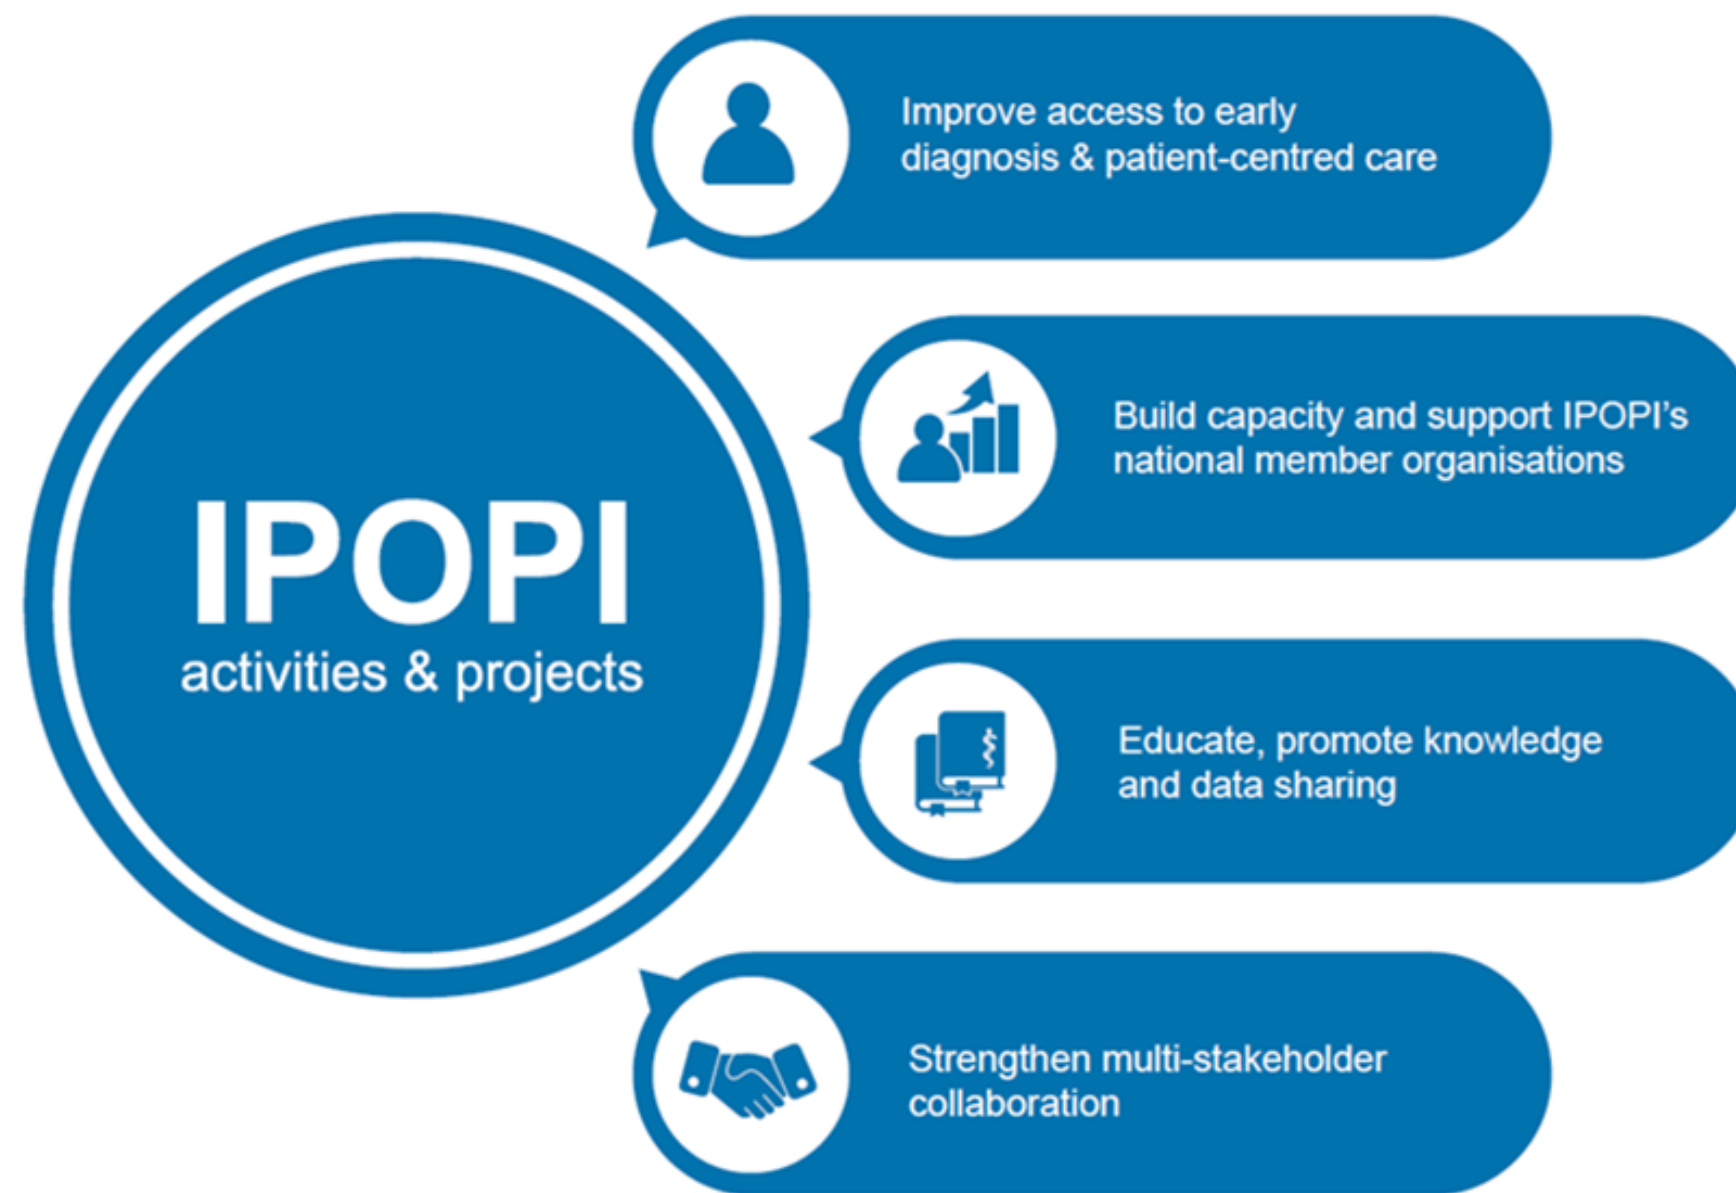 IPOPI
activities & projects
Improve access to early
diagnosis & patient-centred care
Build capacity and support IPOPI’s
national member organisations
Educate, promote knowledge
and data sharing
Strengthen multi-stakeholder
collaboration